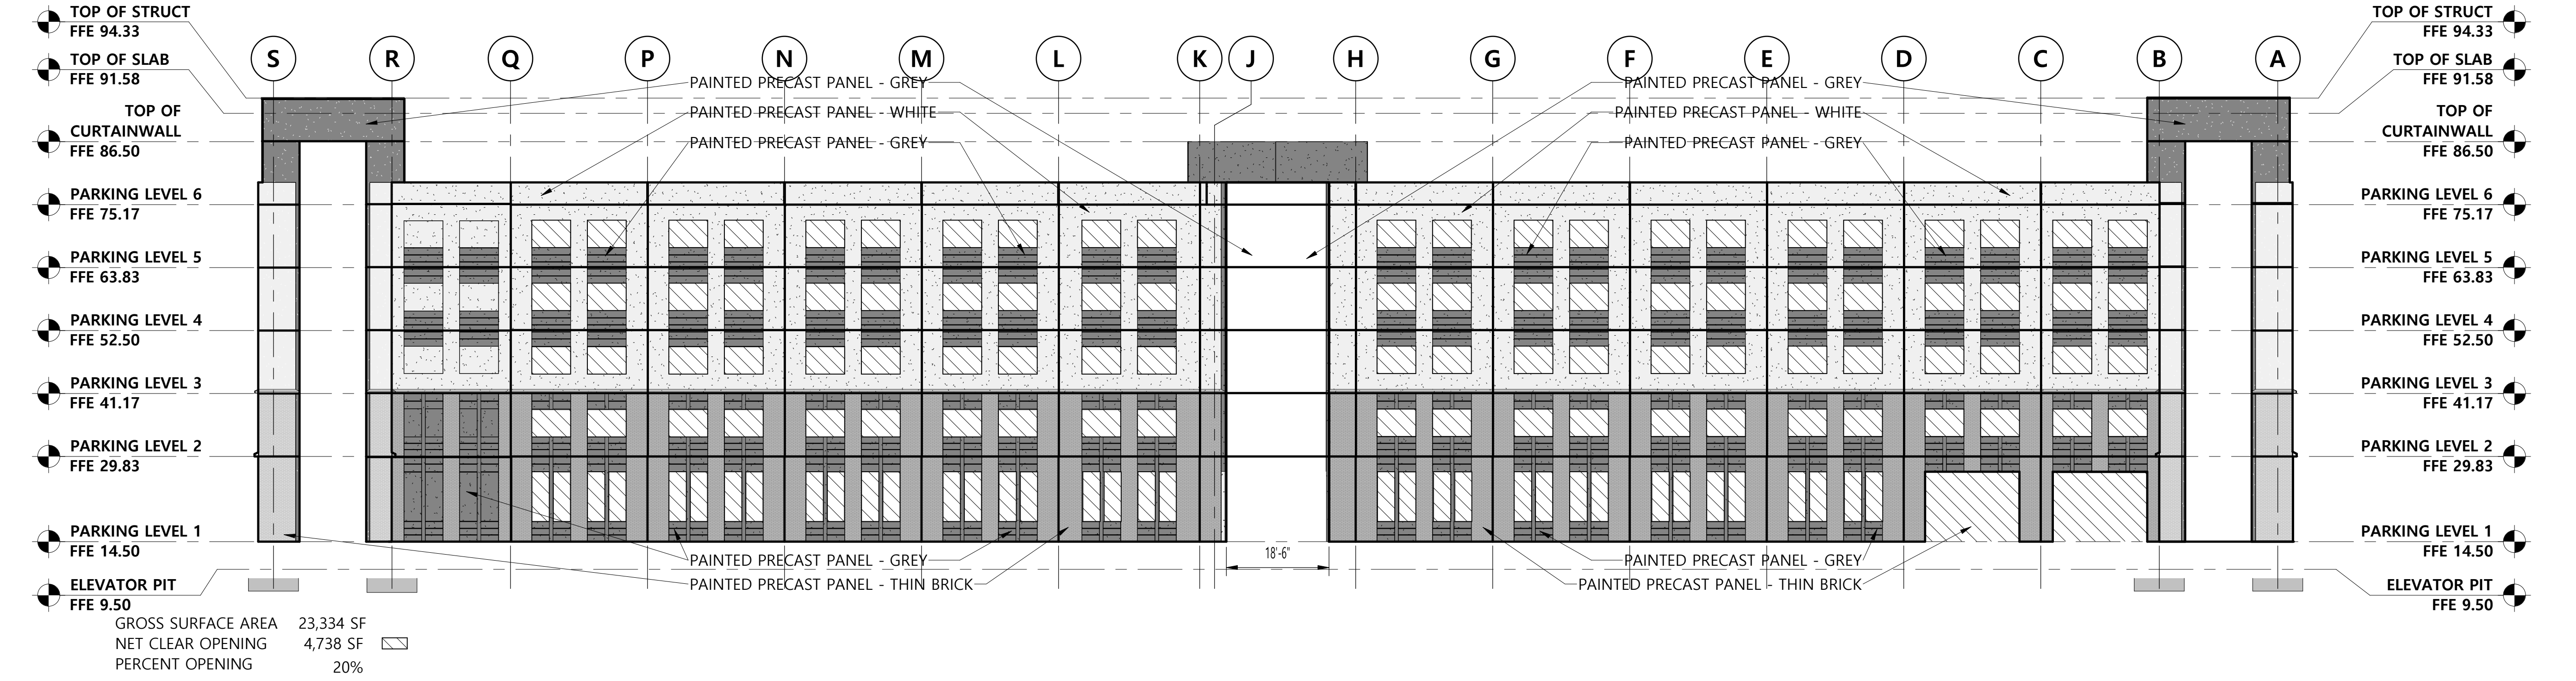 TOP OF STRUCT
FFE 94.33
TOP OF SLAB
FFE 91.58
TOP OF
CURTAINWALL
FFE 86.50
PARKING LEVEL 6
FFE 75.17
PARKING LEVEL 5
FFE 63.83
PARKING LEVEL 4
FFE 52.50
PARKING LEVEL 3
FFE 41.17
PARKING LEVEL 2
FFE 29.83
PARKING LEVEL 1
FFE 14.50
ELEVATOR PIT
FFE 9.50
S R Q P N M L K J H G F E D C B A
PAINTED PRECAST PANEL - GREY
PAINTED PRECAST PANEL - WHITE
PAINTED PRECAST PANEL - GREY
PAINTED PRECAST PANEL - GREY
PAINTED PRECAST PANEL - WHITE
PAINTED PRECAST PANEL - GREY
PAINTED PRECAST PANEL - GREY
PAINTED PRECAST PANEL - THIN BRICK
18'-6"
PAINTED PRECAST PANEL - GREY
PAINTED PRECAST PANEL - THIN BRICK
TOP OF STRUCT
FFE 94.33
TOP OF SLAB
FFE 91.58
TOP OF
CURTAINWALL
FFE 86.50
PARKING LEVEL 6
FFE 75.17
PARKING LEVEL 5
FFE 63.83
PARKING LEVEL 4
FFE 52.50
PARKING LEVEL 3
FFE 41.17
PARKING LEVEL 2
FFE 29.83
PARKING LEVEL 1
FFE 14.50
ELEVATOR PIT
FFE 9.50
GROSS SURFACE AREA 23,334 SF
NET CLEAR OPENING 4,738 SF
PERCENT OPENING 20%